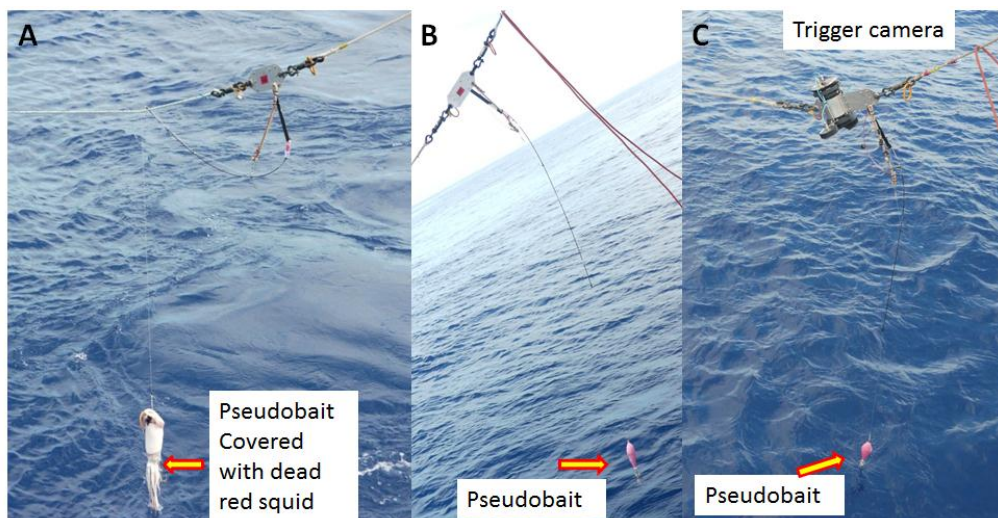 A
Pseudobait
Covered
with dead
red squid
B
Pseudobait
C
Trigger camera
Pseudobait